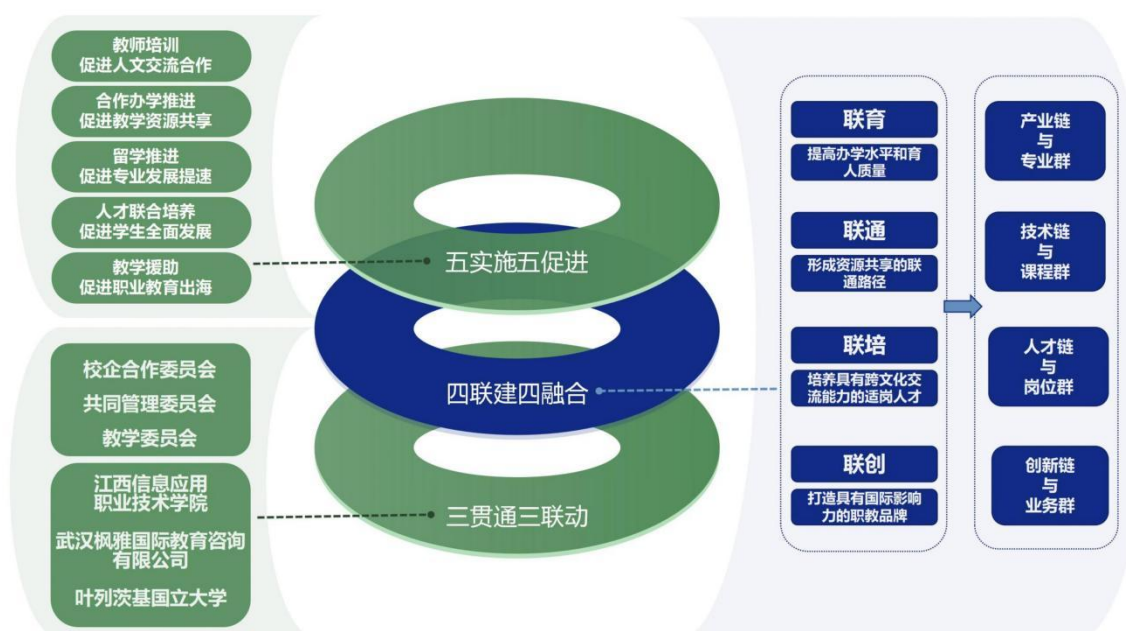 教师培训
促进人文交流合作
合作办学推进
促进教学资源共享
留学推进
促进专业发展提速
人才联合培养
促进学生全面发展
教学援助
促进职业教育出海
校企合作委员会
共同管理委员会
教学委员会
江西信息应用
职业技术学院
武汉枫雅国际教育咨询
有限公司
叶列茨基国立大学
五实施五促进
四联建四融合
三贯通三联动
联育
提高办学水平和育
人质量
联通
形成资源共享的联
通路径
联培
培养具有跨文化交
流能力的适岗人才
联创
打造具有国际影响
力的职教品牌
产业链
与
专业群
技术链
与
课程群
人才链
与
岗位群
创新链
与
业务群